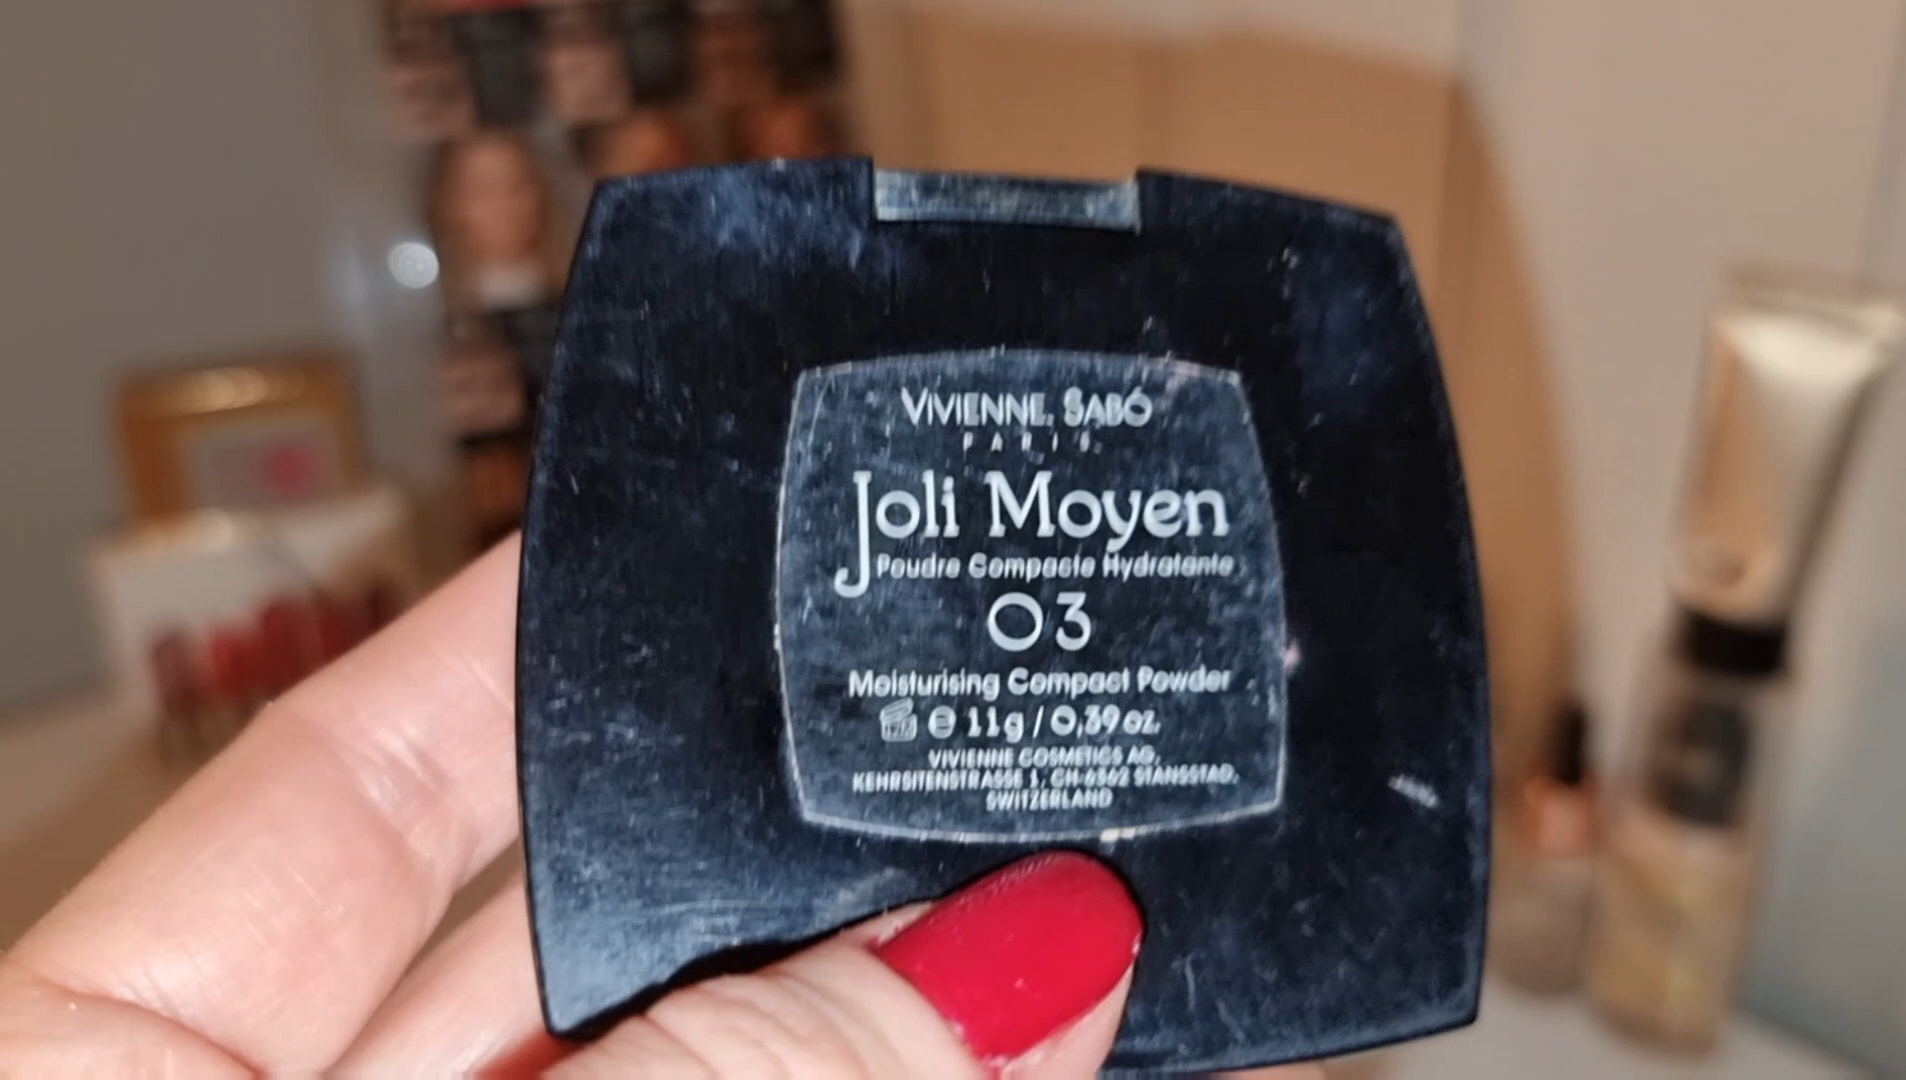 VIVIENNE SABÓ
PARIS
Joli Moyen
Poudre Compacte Hydratante
03
Moisturising Compact Powder
12M e 11g / 0,39 oz.
VIVIENNE COSMETICS AG,
KEHRSITENSTRASSE 1, CH-6362 STANSSTAD,
SWITZERLAND